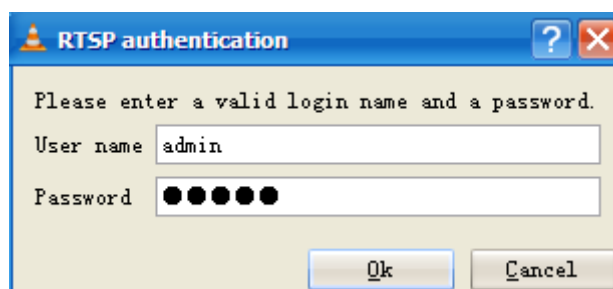 RTSP authentication
Please enter a valid login name and a password.
User name admin
Password ●●●●●
Ok Cancel